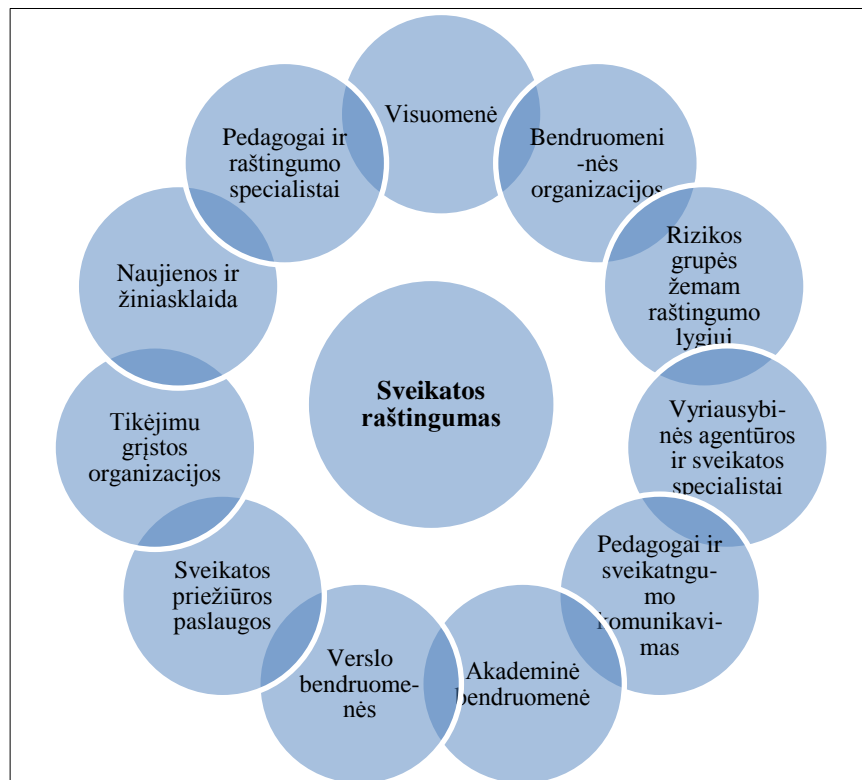 Visuomenė
Bendruomeni
-nės
organizacijos
Rizikos
grupės
žemam
raštingumo
lygiui
Vyriausybi-
nės agentūros
ir sveikatos
specialistai
Pedagogai ir
sveikatngu-
mo
komunikavi-
mas
Akademinė
bendruomenė
Verslo
bendruome-
nės
Sveikatos
priežiūros
paslaugos
Tikėjimu
grįstos
organizacijos
Naujienos ir
žiniasklaida
Pedagogai ir
raštingumo
specialistai
Sveikatos
raštingumas